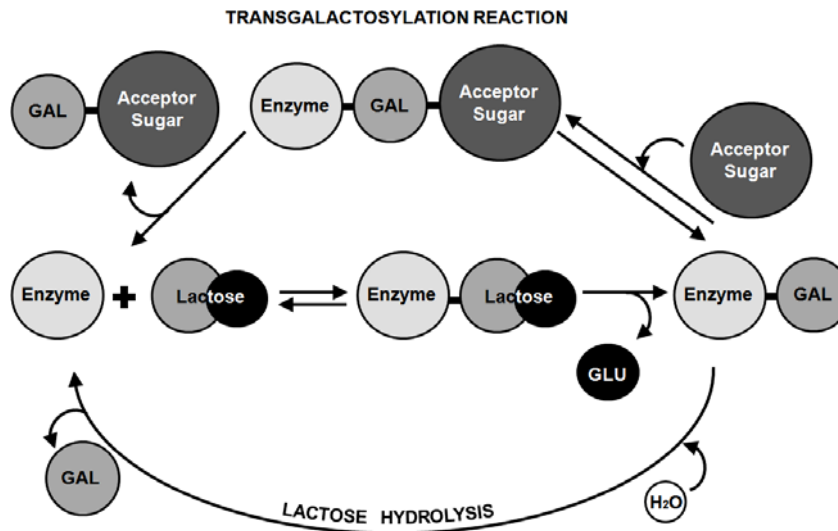 TRANSGALACTOSYLATION REACTION
GAL
Acceptor
Sugar
Enzyme
GAL
Acceptor
Sugar
Acceptor
Sugar
Enzyme
+
Lactose
Enzyme
Lactose
Enzyme
GAL
GLU
GAL
H₂O
LACTOSE HYDROLYSIS